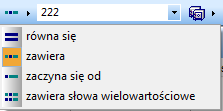 222
równa się
zawiera
zaczyna się od
zawiera słowa wielowartościowe